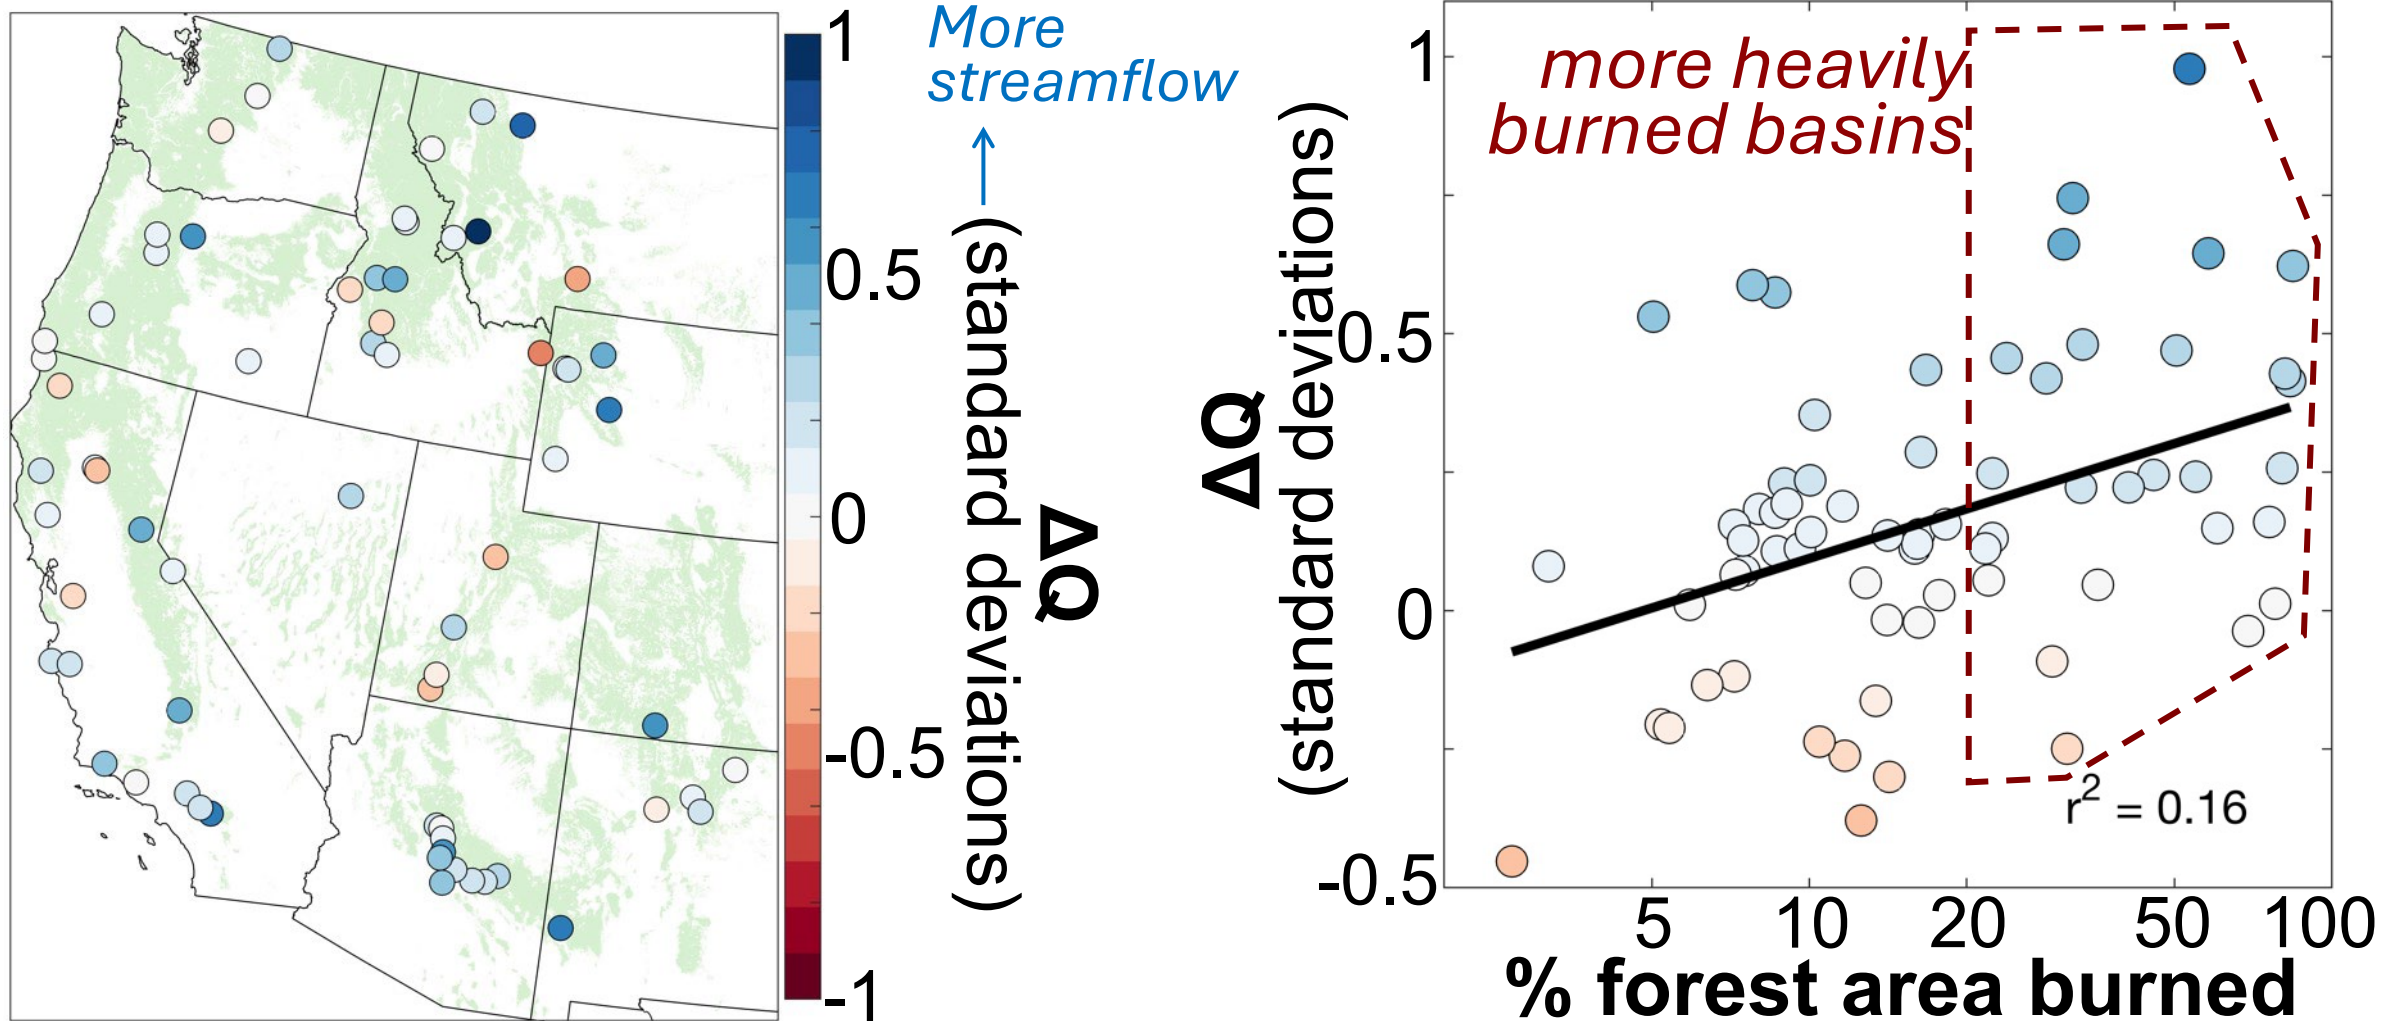 1
0.5
0
-0.5
-1
More
streamflow
ΔQ
(standard deviations)
ΔQ
(standard deviations)
1
0.5
0
-0.5
more heavily
burned basins
r² = 0.16
5 10 20 50 100
% forest area burned